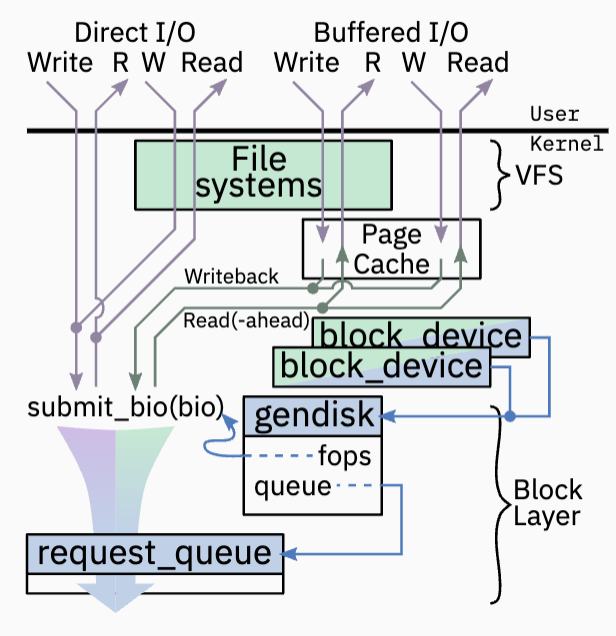 Direct I/O
Buffered I/O
Write R W Read
Write R W Read
User
Kernel
File
systems
VFS
Page
Cache
Writeback
Read(-ahead)
block_device
block_device
submit_bio(bio)
gendisk
fops
queue
Block
Layer
request_queue